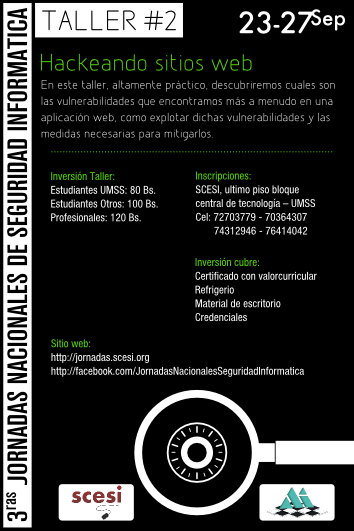 3ras JORNADAS NACIONALES DE SEGURIDAD INFORMATICA
TALLER #2
23-27Sep
Hackeando sitios web
En este taller, altamente práctico, descubriremos cuales son
las vulnerabilidades que encontramos más a menudo en una
aplicación web, como explotar dichas vulnerabilidades y las
medidas necesarias para mitigarlos.
Inversión Taller:
Estudiantes UMSS: 80 Bs.
Estudiantes Otros: 100 Bs.
Profesionales: 120 Bs.
Inscripciones:
SCESI, ultimo piso bloque
central de tecnología – UMSS
Cel: 72703779 - 70364307
74312946 - 76414042
Inversión cubre:
Certificado con valorcurricular
Refrigerio
Material de escritorio
Credenciales
Sitio web:
http://jornadas.scesi.org
http://facebook.com/JornadasNacionalesSeguridadInformatica
scesi